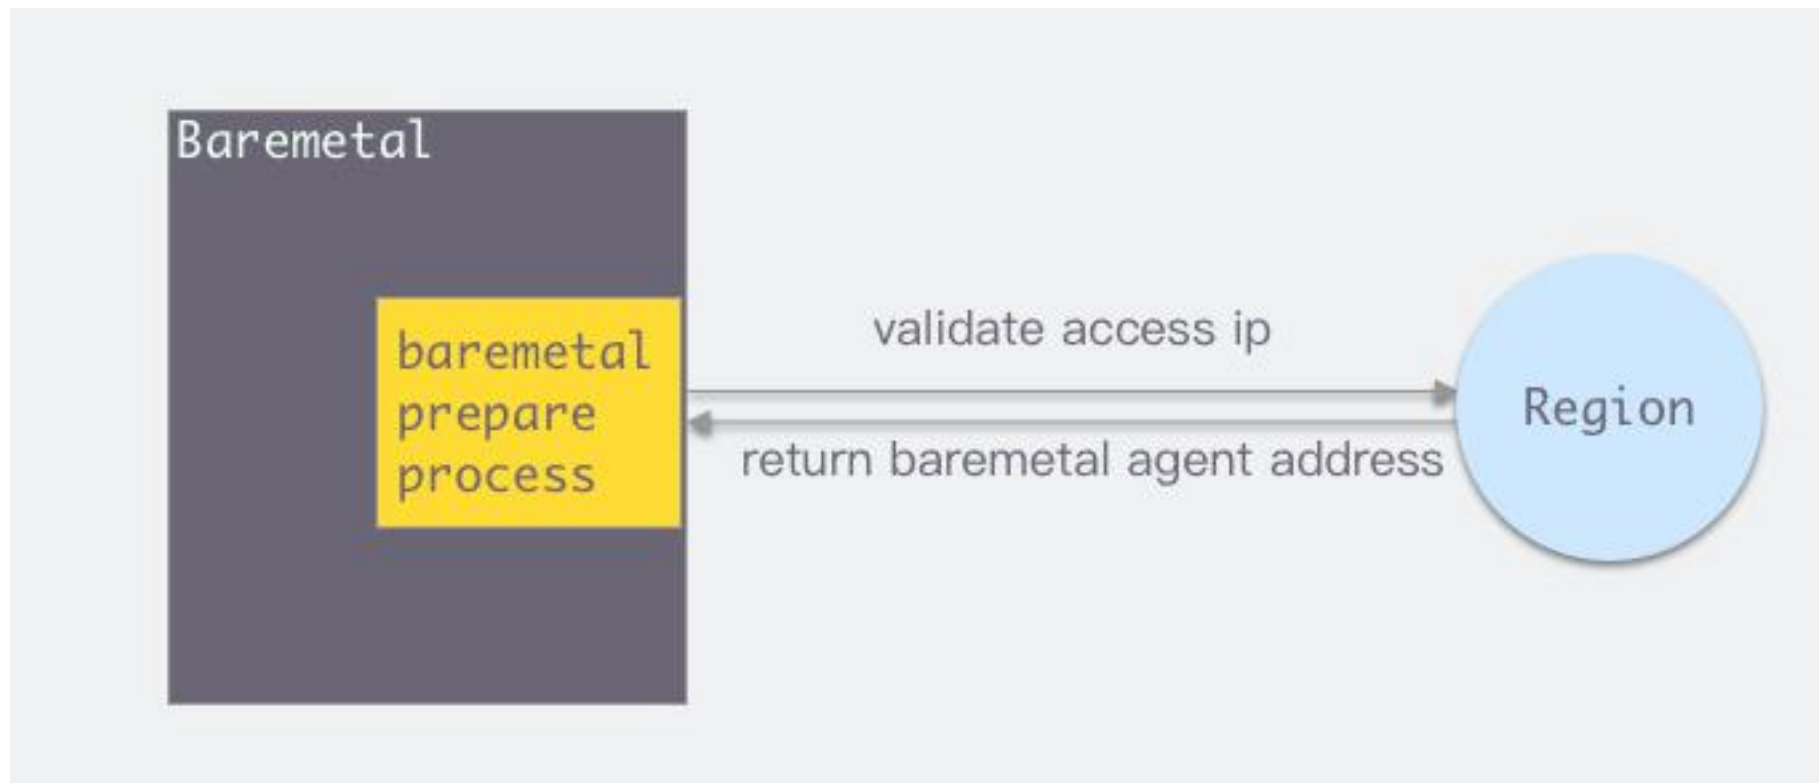 Baremetal
baremetal
prepare
process
validate access ip
return baremetal agent address
Region